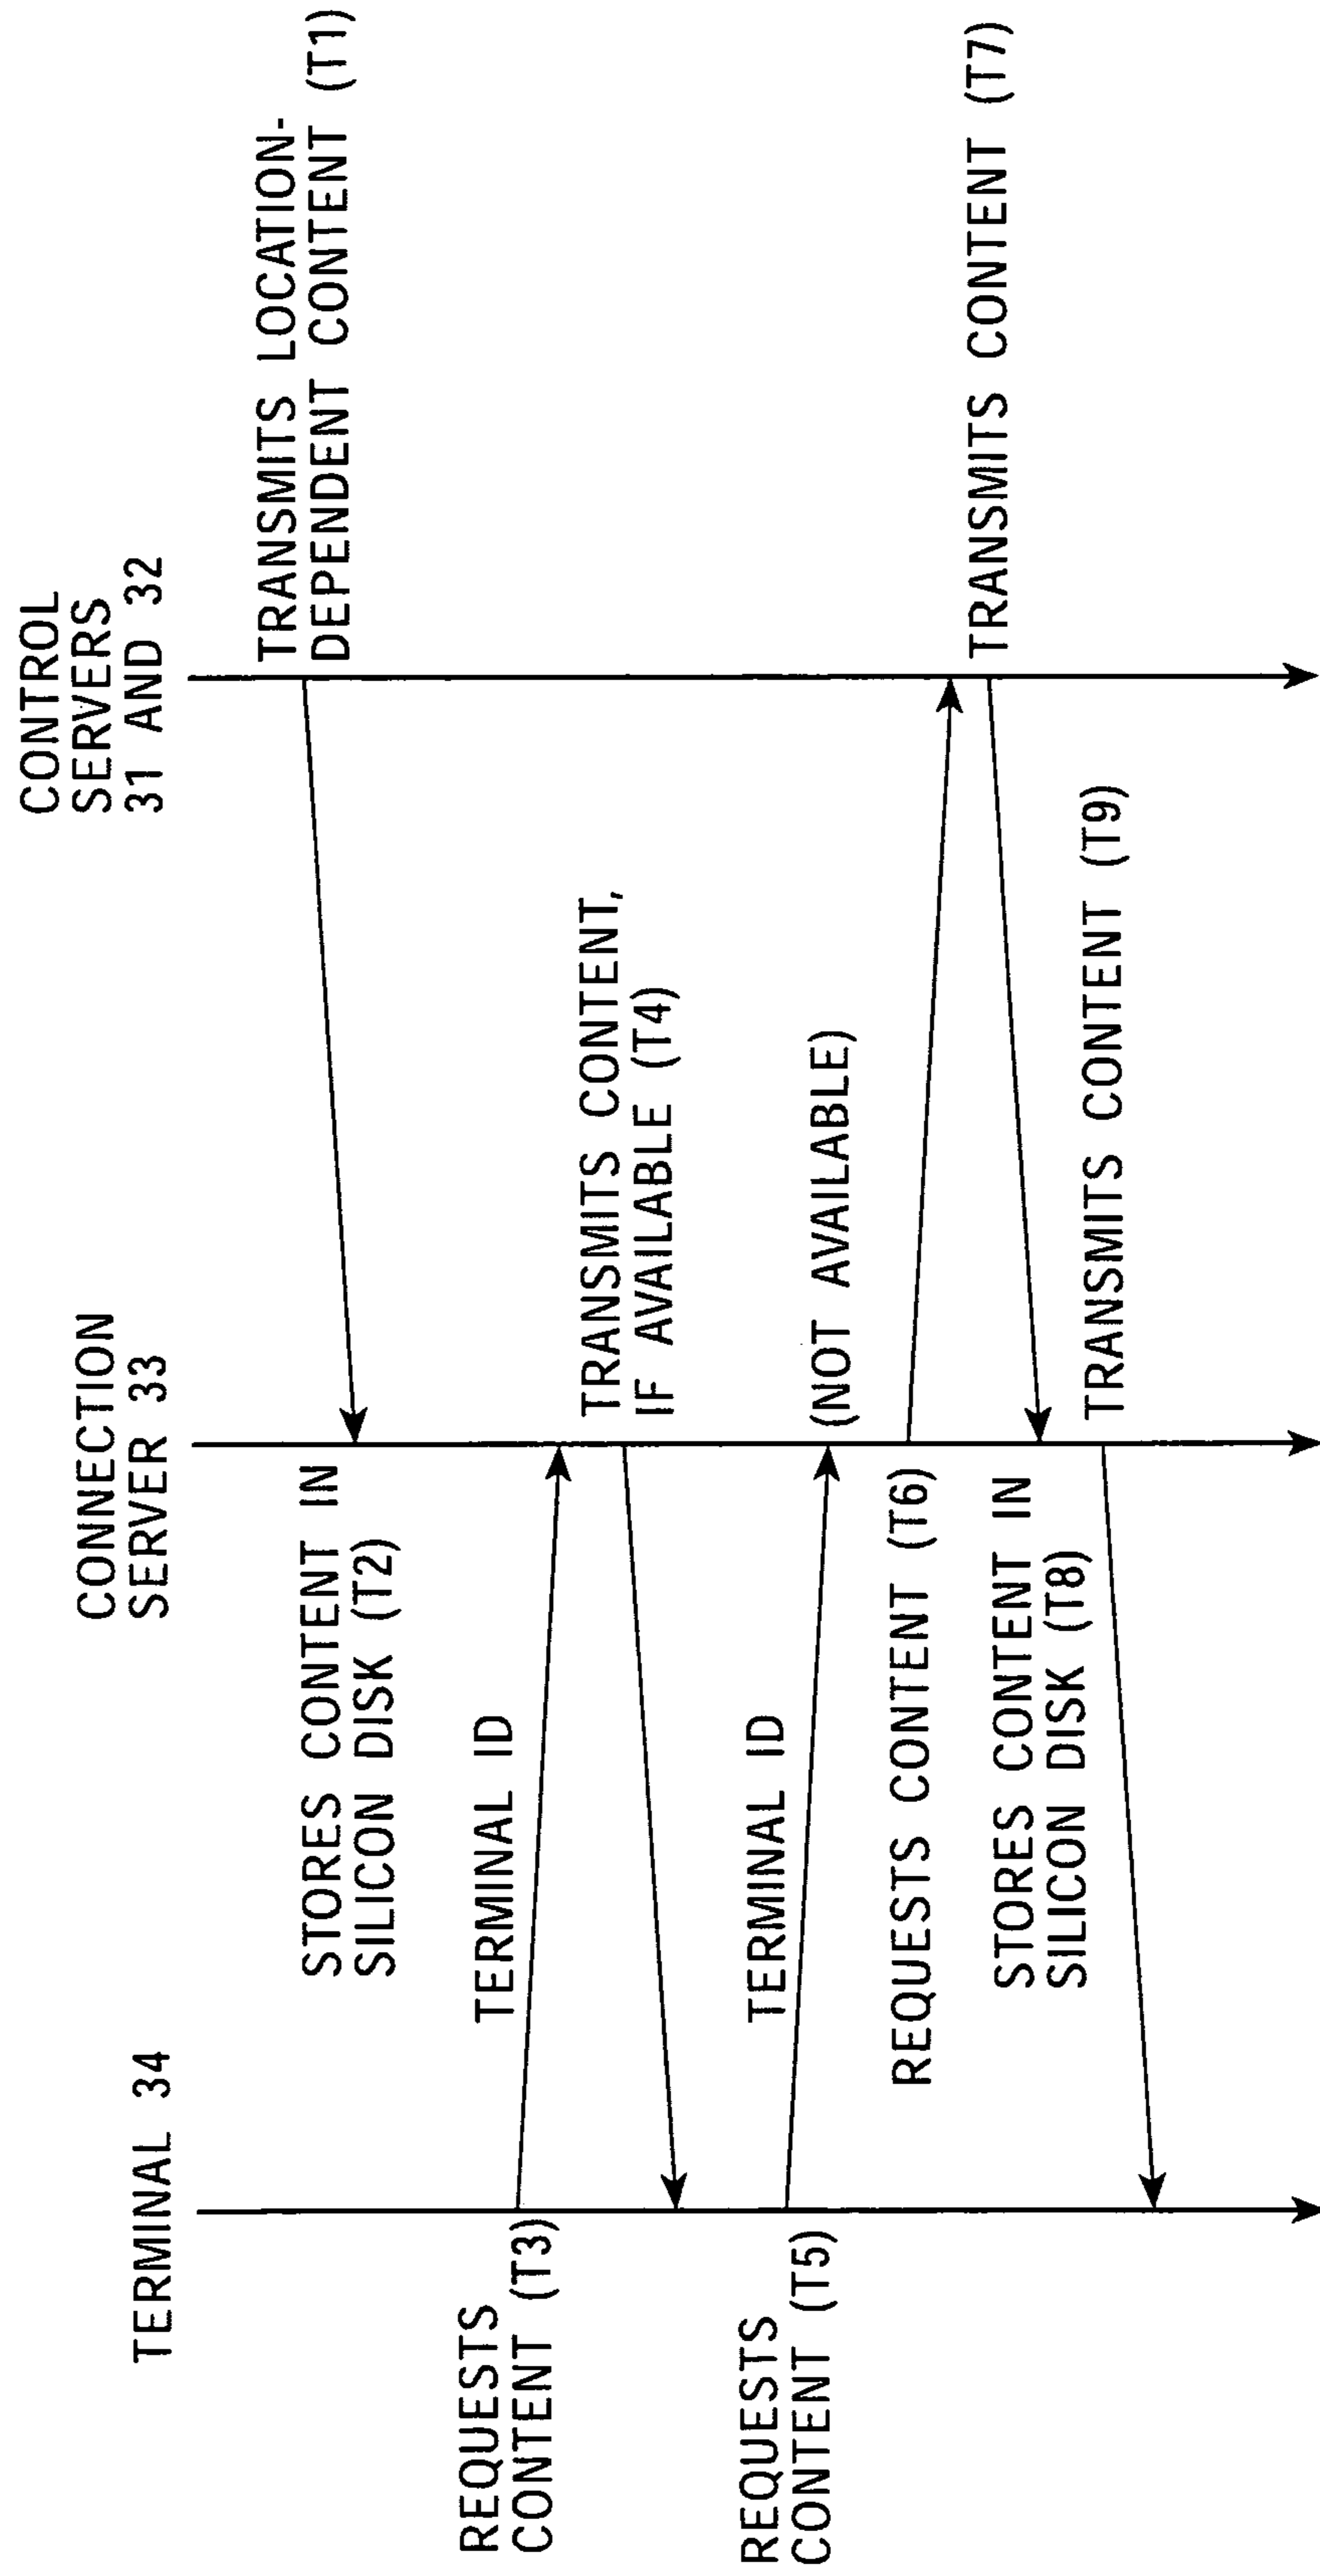 TERMINAL 34
CONNECTION
SERVER 33
CONTROL
SERVERS
31 AND 32
TRANSMITS LOCATION-
DEPENDENT CONTENT (T1)
STORES CONTENT IN
SILICON DISK (T2)
REQUESTS
CONTENT (T3)
TERMINAL ID
TRANSMITS CONTENT,
IF AVAILABLE (T4)
REQUESTS
CONTENT (T5)
TERMINAL ID
(NOT AVAILABLE)
REQUESTS CONTENT (T6)
TRANSMITS CONTENT (T7)
STORES CONTENT IN
SILICON DISK (T8)
TRANSMITS CONTENT (T9)